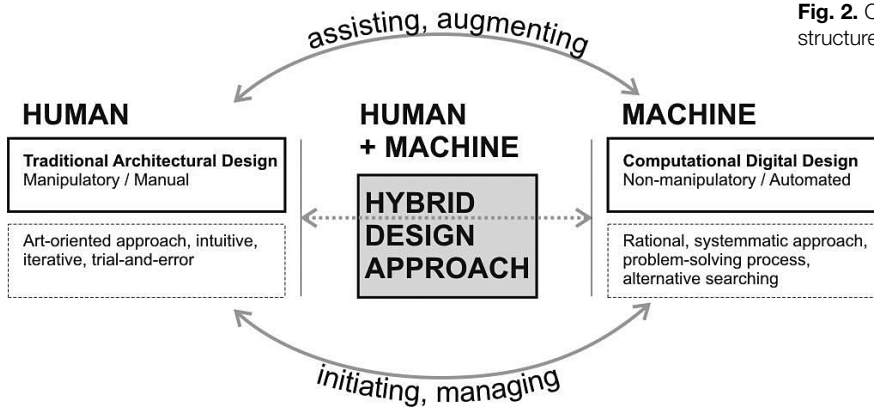 Fig. 2. C
structure
assisting, augmenting
HUMAN
Traditional Architectural Design
Manipulatory / Manual
Art-oriented approach, intuitive,
iterative, trial-and-error
HUMAN
+ MACHINE
HYBRID
DESIGN
APPROACH
MACHINE
Computational Digital Design
Non-manipulatory / Automated
Rational, systemmatic approach,
problem-solving process,
alternative searching
initiating, managing